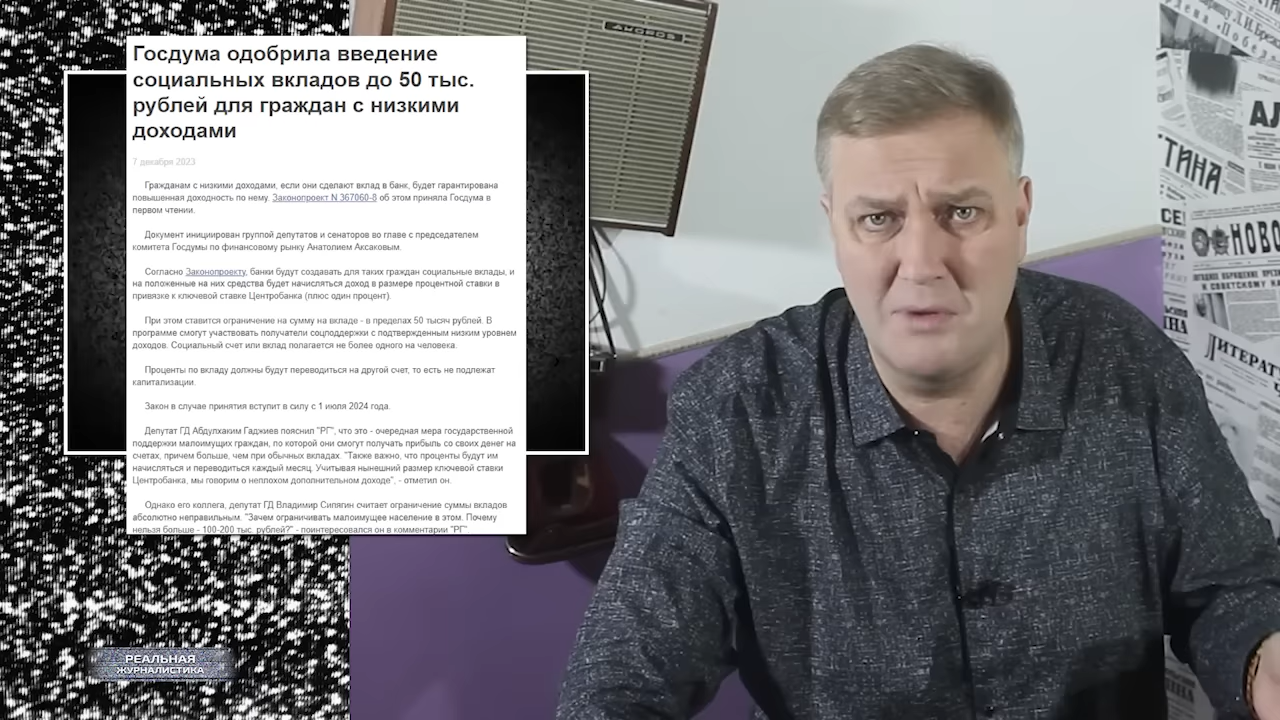 Госдума одобрила введение
социальных вкладов до 50 тыс.
рублей для граждан с низкими
доходами
7 декабря 2023
Гражданам с низкими доходами, если они сделают вклад в банк, будет гарантирована
повышенная доходность по нему. Законопроект N 367060-8 об этом приняла Госдума в
первом чтении.
Документ инициирован группой депутатов и сенаторов во главе с председателем
комитета Госдумы по финансовому рынку Анатолием Аксаковым.
Согласно Законопроекту, банки будут создавать для таких граждан социальные вклады, и
на положенные на них средства будет начисляться доход в размере процентной ставки в
привязке к ключевой ставке Центробанка (плюс один процент).
При этом ставится ограничение на сумму на вкладе - в пределах 50 тысяч рублей. В
программе смогут участвовать получатели соцподдержки с подтвержденным низким уровнем
доходов. Социальный счет или вклад полагается не более одного на человека.
Проценты по вкладу должны будут переводиться на другой счет, то есть не подлежат
капитализации.
Закон в случае принятия вступит в силу с 1 июля 2024 года.
Депутат ГД Абдулхаким Гаджиев пояснил "РГ", что это - очередная мера государственной
поддержки малоимущих граждан, по которой они смогут получать прибыль со своих денег на
счетах, причем больше, чем при обычных вкладах. "Также важно, что проценты будут им
начисляться и переводиться каждый месяц. Учитывая нынешний размер ключевой ставки
Центробанка, мы говорим о неплохом дополнительном доходе", - отметил он.
Однако его коллега, депутат ГД Владимир Сипягин считает ограничение суммы вкладов
абсолютно неправильным. "Зачем ограничивать малоимущее население в этом. Почему
нельзя больше - 100-200 тыс. рублей?" - поинтересовался он в комментарии "РГ"
РЕАЛЬНАЯ
ЖУРНАЛИСТИКА
AKORDS
ТИНА
НОВО
ЛИТЕРАТ